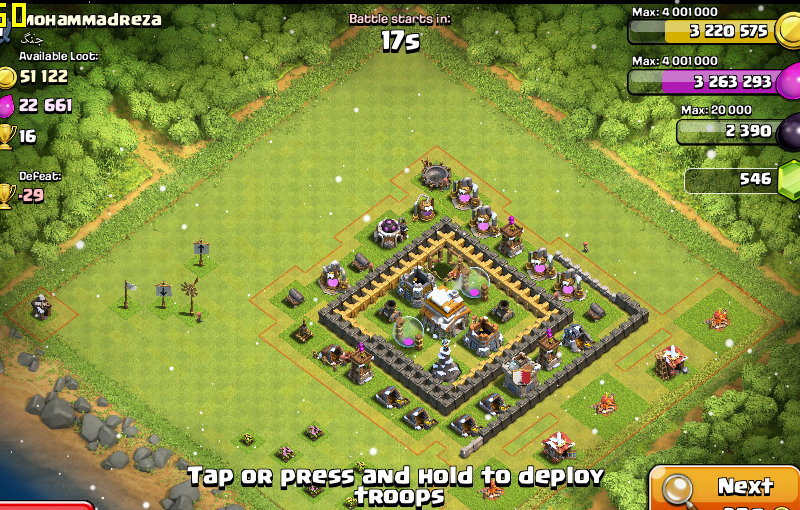 mohammadreza
جنگ
Available Loot:
51 122
22 661
16
Defeat:
-29
Battle starts in:
17s
Max: 4 001 000
3 220 575
Max: 4 001 000
3 263 293
Max: 20 000
2 390
546
Tap or press and hold to deploy
troops
Next